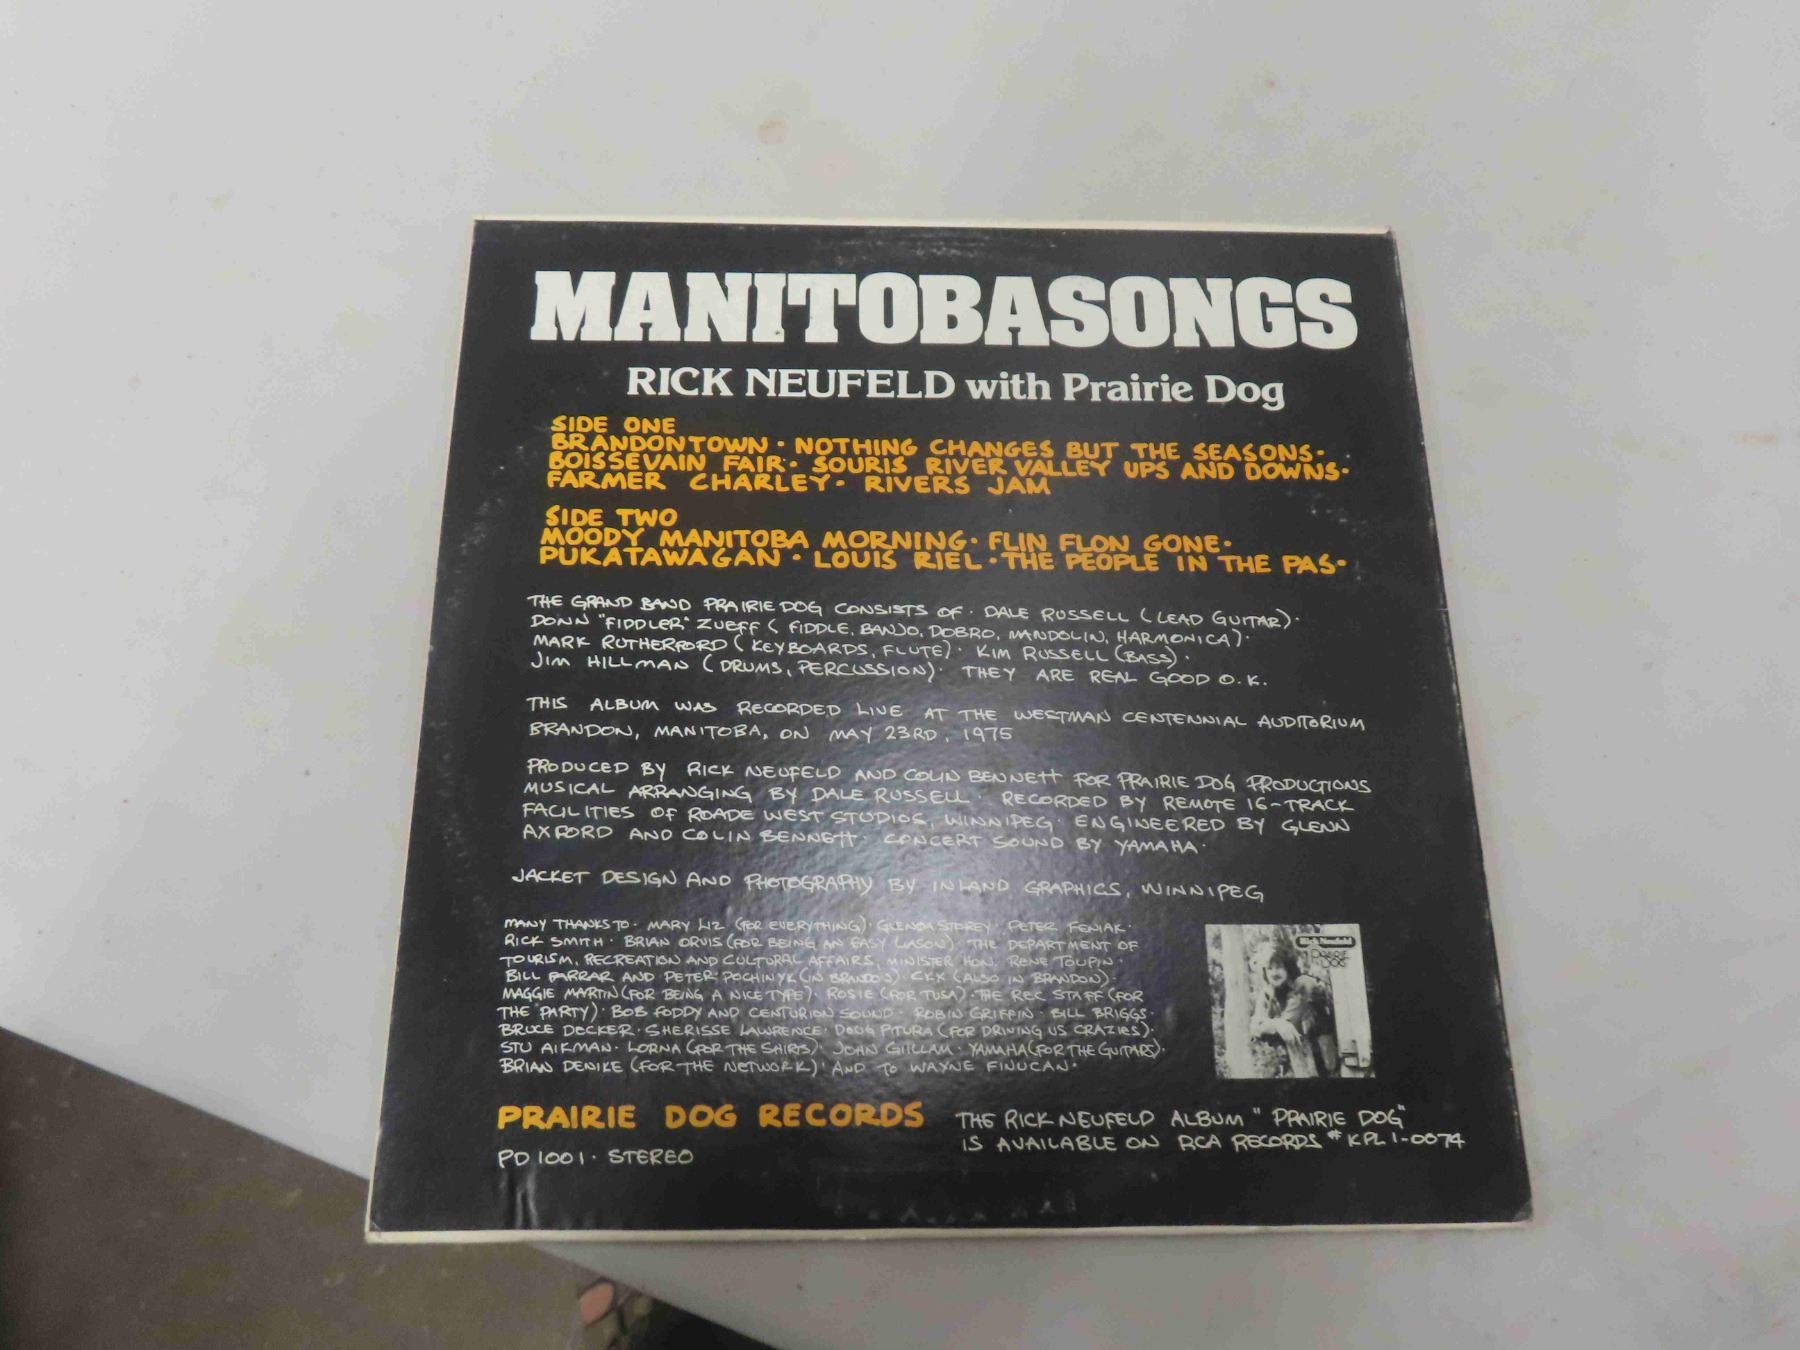 MANITOBASONGS
RICK NEUFELD with Prairie Dog
SIDE ONE
BRANDONTOWN · NOTHING CHANGES BUT THE SEASONS ·
BOISSEVAIN FAIR · SOURIS RIVER VALLEY UPS AND DOWNS ·
FARMER CHARLEY · RIVERS JAM
SIDE TWO
MOODY MANITOBA MORNING · FLIN FLON GONE ·
PUKATAWAGAN · LOUIS RIEL · THE PEOPLE IN THE PAS ·
THE GRAND BAND PRAIRIE DOG CONSISTS OF · DALE RUSSELL (LEAD GUITAR) ·
DONN "FIDDLER" ZUEFF (FIDDLE, BANJO, DOBRO, MANDOLIN, HARMONICA) ·
MARK RUTHERFORD (KEYBOARDS, FLUTE) · KIM RUSSELL (BASS) ·
JIM HILLMAN (DRUMS, PERCUSSION) · THEY ARE REAL GOOD O.K.
THIS ALBUM WAS RECORDED LIVE AT THE WESTMAN CENTENNIAL AUDITORIUM
BRANDON, MANITOBA, ON MAY 23RD, 1975
PRODUCED BY RICK NEUFELD AND COLIN BENNETT FOR PRAIRIE DOG PRODUCTIONS
MUSICAL ARRANGING BY DALE RUSSELL · RECORDED BY REMOTE 16-TRACK
FACILITIES OF ROADE WEST STUDIOS, WINNIPEG · ENGINEERED BY GLENN
AXFORD AND COLIN BENNETT · CONCERT SOUND BY YAMAHA ·
JACKET DESIGN AND PHOTOGRAPHY BY INLAND GRAPHICS, WINNIPEG
MANY THANKS TO · MARY LIZ (FOR EVERYTHING) · GLENDA STOREY · PETER FENIAK ·
RICK SMITH · BRIAN ORVIS (FOR BEING AN EASY LIASON) · THE DEPARTMENT OF
TOURISM, RECREATION AND CULTURAL AFFAIRS, MINISTER HON. RENE TOUPIN ·
BILL FARRAR AND PETER POCHINYK (IN BRANDON) · CKX (ALSO IN BRANDON) ·
MAGGIE MARTIN (FOR BEING A NICE TYPE) · ROSIE (FOR TUSA) · THE REC STAFF (FOR
THE "PARTY) · BOB FODDY AND CENTURION SOUND · ROBIN GRIFFIN · BILL BRIGGS ·
BRUCE DECKER · SHERISSE LAWRENCE · DOUG PITURA (FOR DRIVING US CRAZIES) ·
STU AIKMAN · LORNA (FOR THE SHIRTS) · JOHN GILLAM · YAMAHA (FOR THE GUITARS) ·
BRIAN DENIKE (FOR THE NETWORK) · AND TO WAYNE FINUCAN ·
Rick Neufeld
PRAIRIE DOG
PRAIRIE DOG RECORDS
PD 1001 · STEREO
THE RICK NEUFELD ALBUM "PRAIRIE DOG"
IS AVAILABLE ON RCA RECORDS # KPL 1-0074